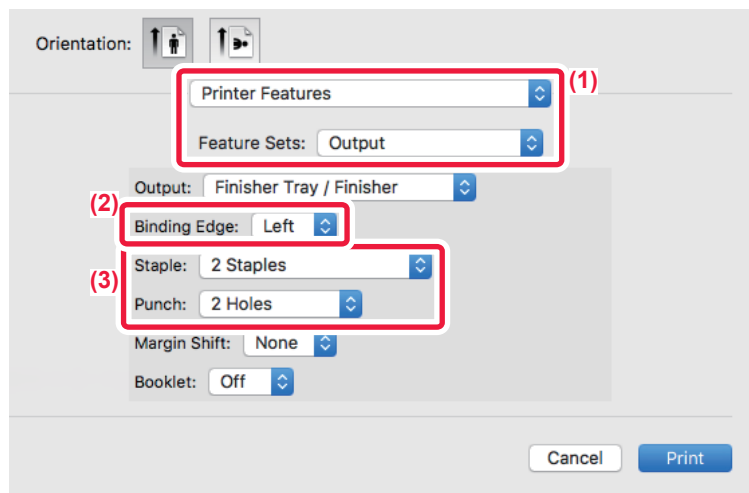 Orientation:
(1)
Printer Features
Feature Sets: Output
Output: Finisher Tray / Finisher
(2)
Binding Edge: Left
(3)
Staple: 2 Staples
Punch: 2 Holes
Margin Shift: None
Booklet: Off
Cancel Print